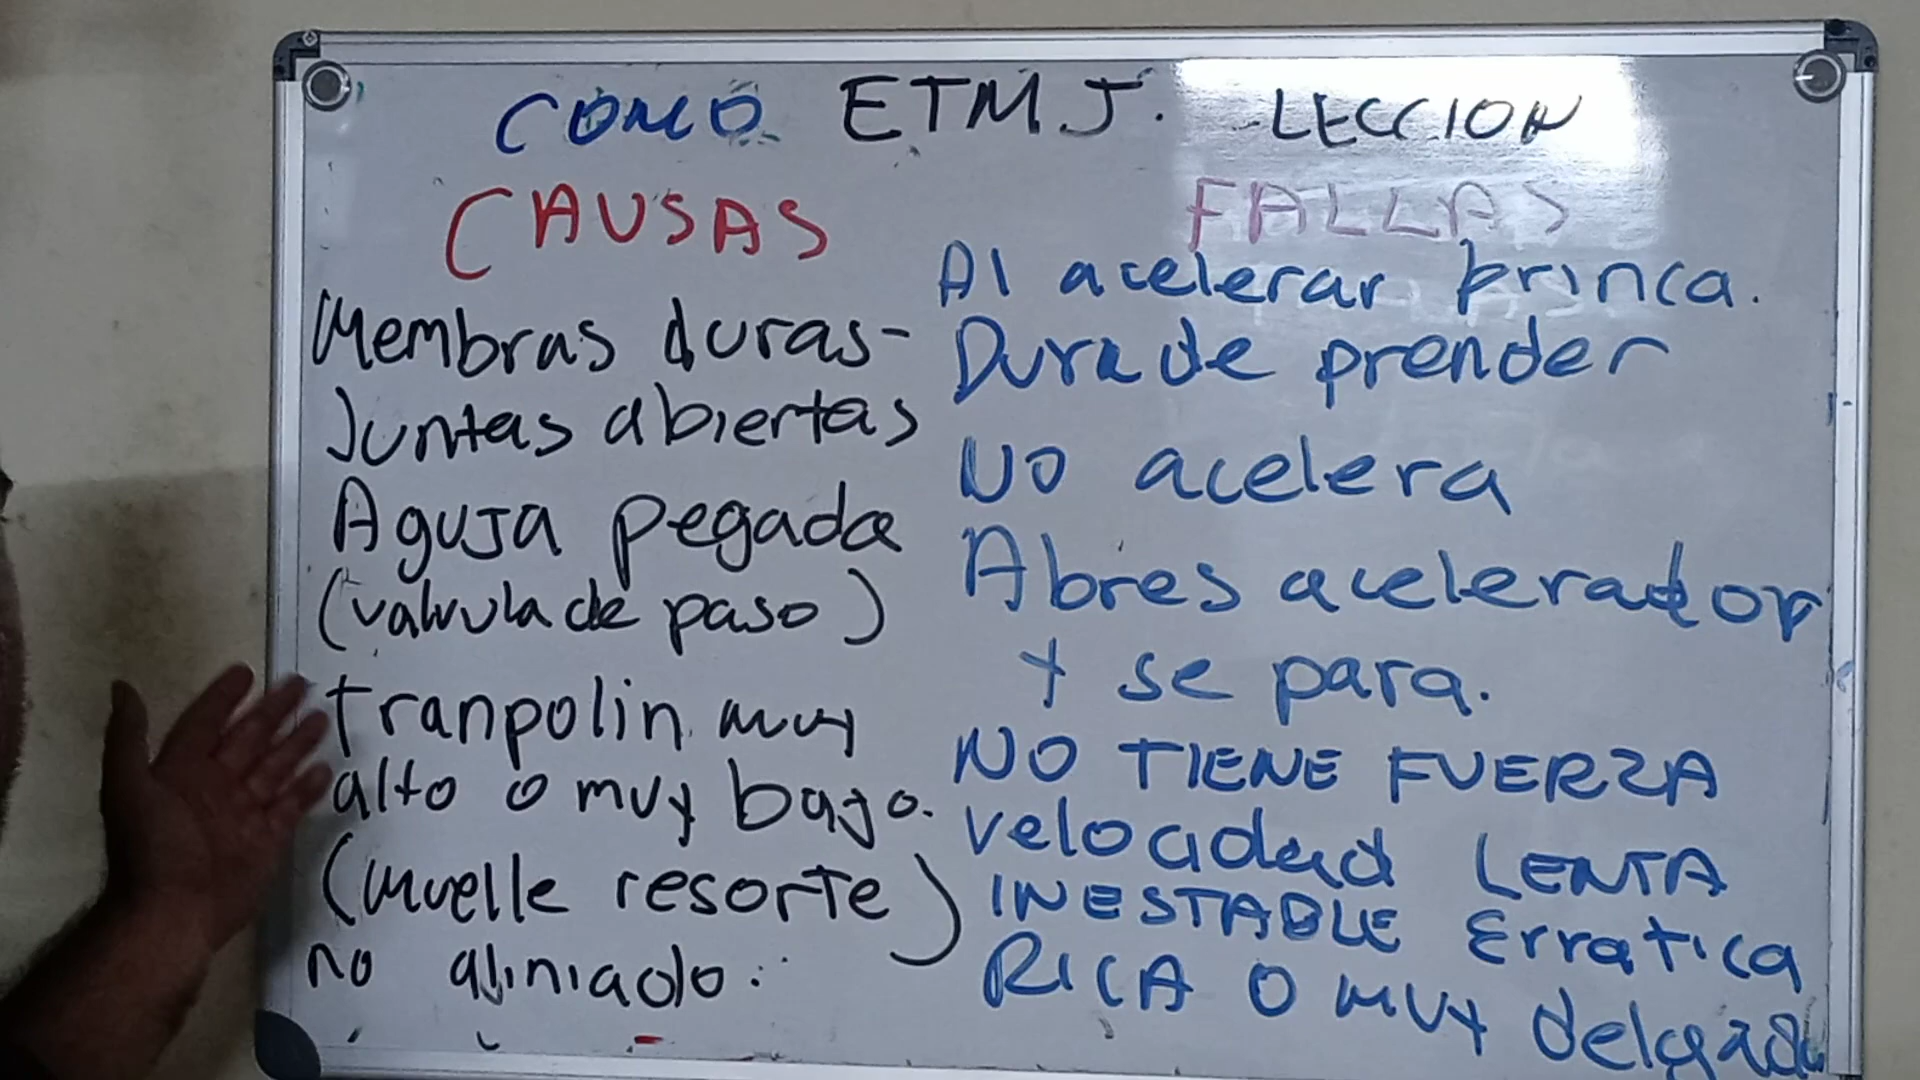 COMO ETMJ. LECCION
CAUSAS
Membras duras-
Juntas abiertas
Aguja pegada
(valvula de paso)
tranpolin muy
alto o muy bajo.
(muelle resorte)
no aliniado.
FALLAS
Al acelerar brinca.
Dura de prender
NO acelera
Abres acelerador
y se para.
NO TIENE FUERZA
velocidad LENTA
INESTABLE Erratica
RICA O muy delgada